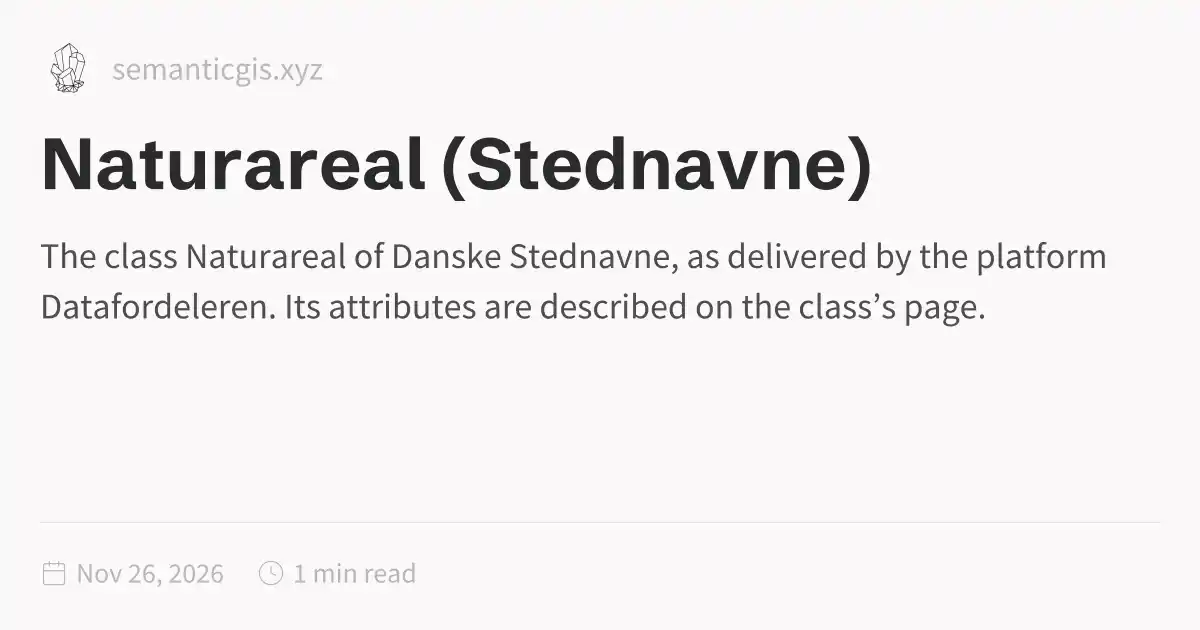 semanticgis.xyz
Naturareal (Stednavne)
The class Naturareal of Danske Stednavne, as delivered by the platform
Datafordeleren. Its attributes are described on the class’s page.
Nov 26, 2026 1 min read